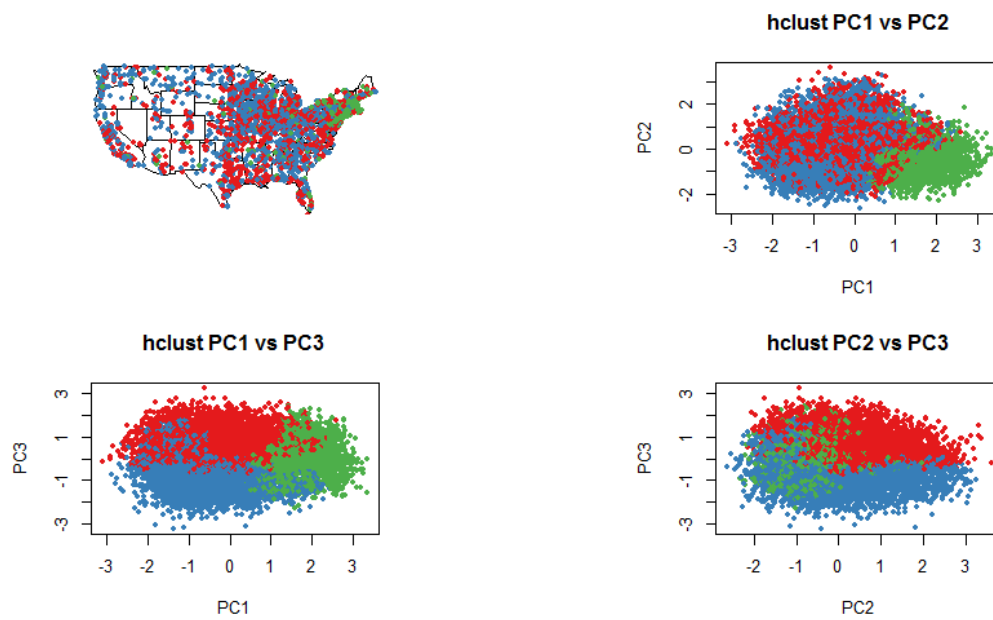 hclust PC1 vs PC2
PC2
2
0
-2
-3 -2 -1 0 1 2 3
PC1
hclust PC1 vs PC3
PC3
3
1
-1
-3
-3 -2 -1 0 1 2 3
PC1
hclust PC2 vs PC3
PC3
3
1
-1
-3
-2 -1 0 1 2 3
PC2